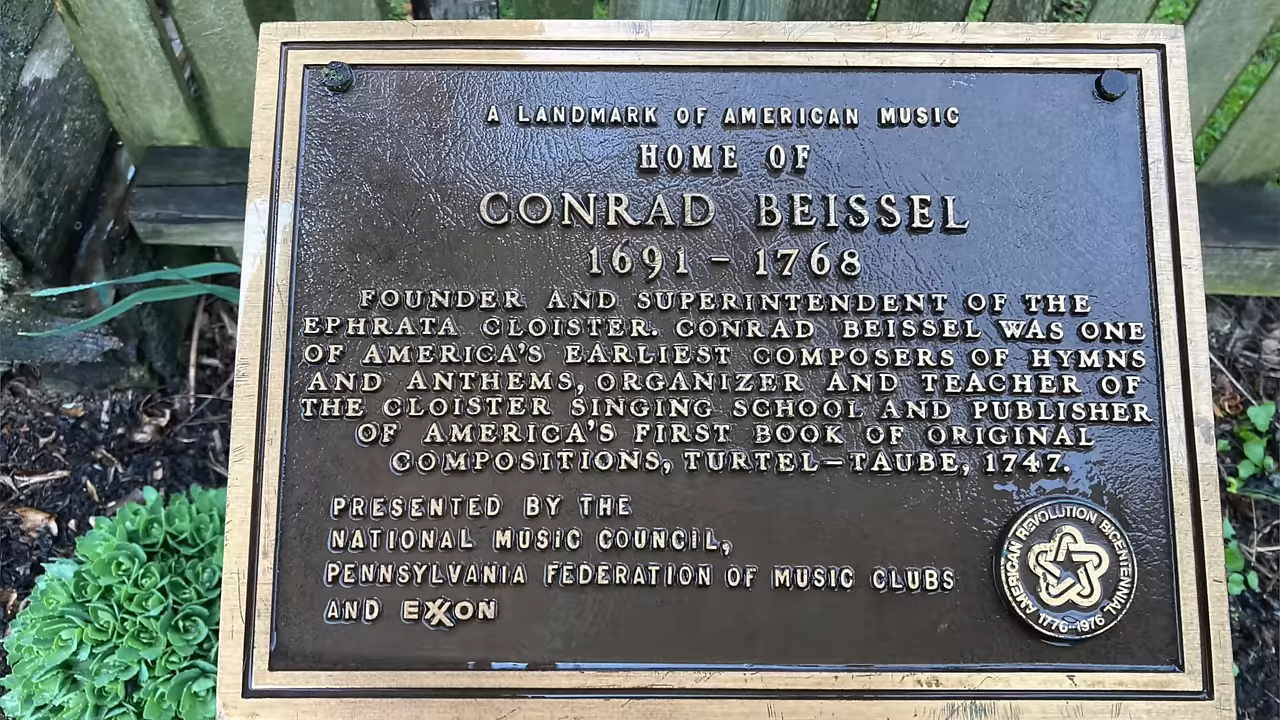 A LANDMARK OF AMERICAN MUSIC
HOME OF
CONRAD BEISSEL
1691 - 1768
FOUNDER AND SUPERINTENDENT OF THE
EPHRATA CLOISTER. CONRAD BEISSEL WAS ONE
OF AMERICA'S EARLIEST COMPOSERS OF HYMNS
AND ANTHEMS, ORGANIZER AND TEACHER OF
THE CLOISTER SINGING SCHOOL AND PUBLISHER
OF AMERICA'S FIRST BOOK OF ORIGINAL
COMPOSITIONS, TURTEL-TAUBE, 1747.
PRESENTED BY THE
NATIONAL MUSIC COUNCIL,
PENNSYLVANIA FEDERATION OF MUSIC CLUBS
AND EXXON
AMERICAN REVOLUTION BICENTENNIAL
1776-1976